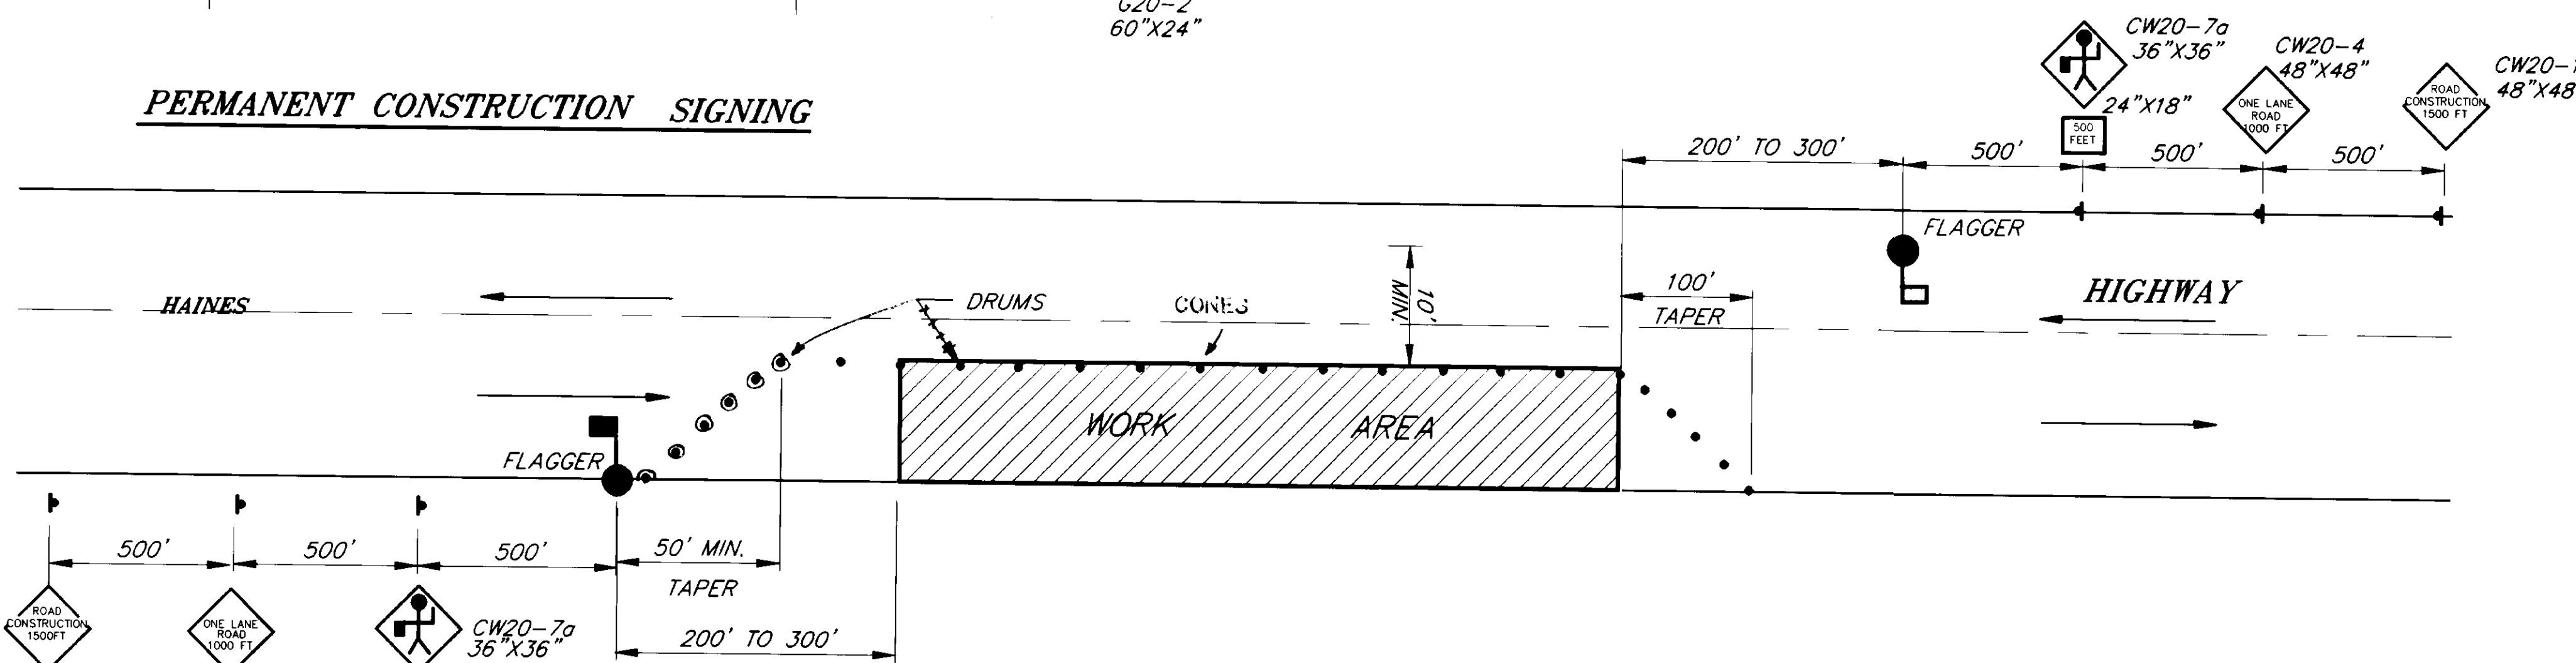 G20-2
60"X24"
CW20-7a
36"X36"
CW20-4
48"X48"
48"X48
PERMANENT CONSTRUCTION SIGNING
24"X18"
ONE LANE
ROAD
1000 FT
ROAD
CONSTRUCTION
1500 FT
500
FEET
200' TO 300'
500'
500'
500'
FLAGGER
HAINES
DRUMS
CONES
10'
MIN.
100'
TAPER
HIGHWAY
WORK AREA
FLAGGER
500'
500'
500'
50' MIN.
TAPER
ROAD
CONSTRUCTION
1500FT
ONE LANE
ROAD
1000 FT
CW20-7a
36"X36"
200' TO 300'